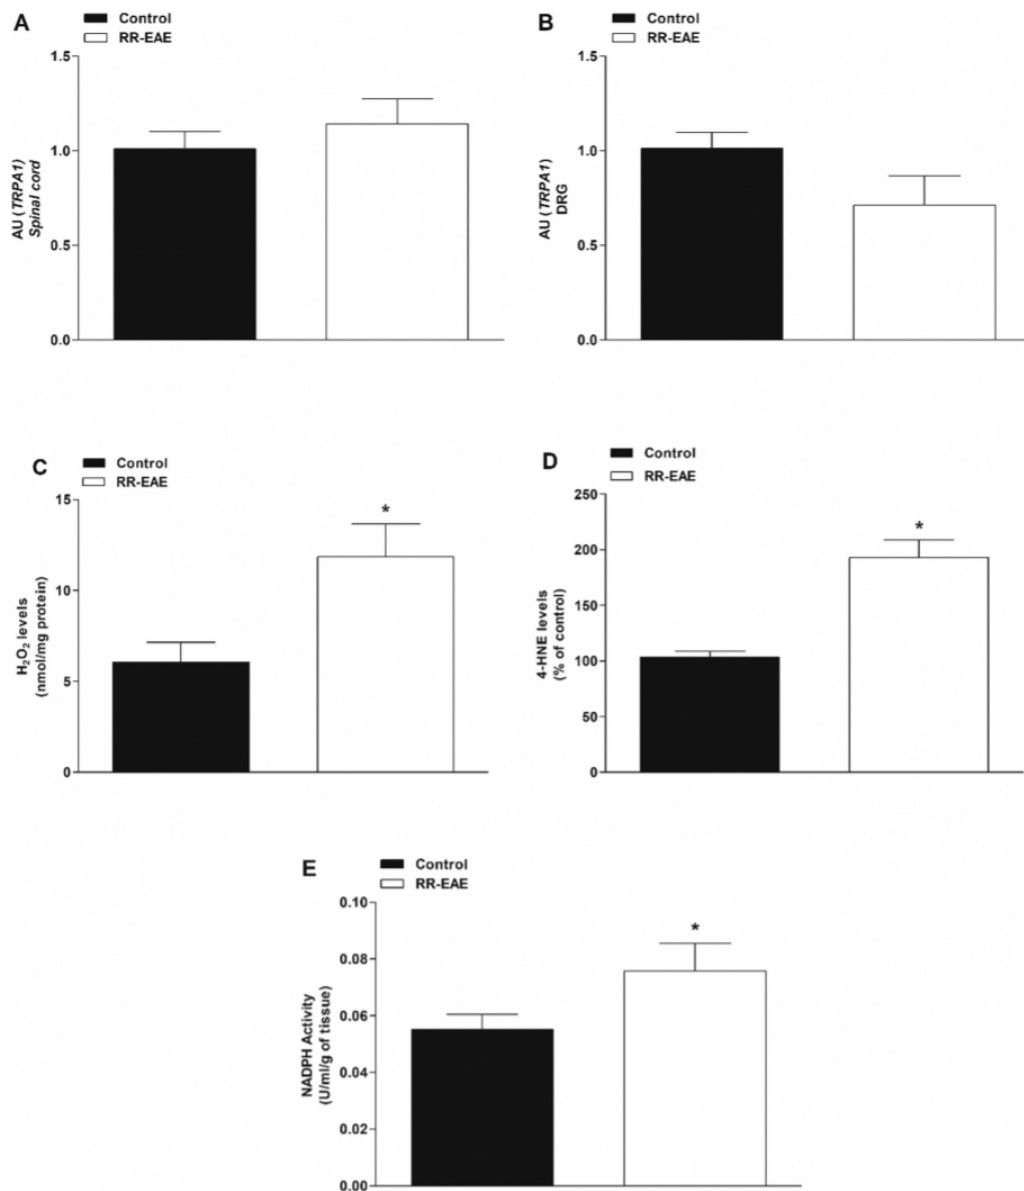 A
Control
RR-EAE
1.5
1.0
0.5
0.0
AU (TRPA1)
Spinal cord
B
Control
RR-EAE
1.5
1.0
0.5
0.0
AU (TRPA1)
DRG
C
Control
RR-EAE
15
10
5
0
H₂O₂ levels
(nmol/mg protein)
*
D
Control
RR-EAE
250
200
150
100
50
0
4-HNE levels
(% of control)
*
E
Control
RR-EAE
0.10
0.08
0.06
0.04
0.02
0.00
NADPH Activity
(U/ml/g of tissue)
*